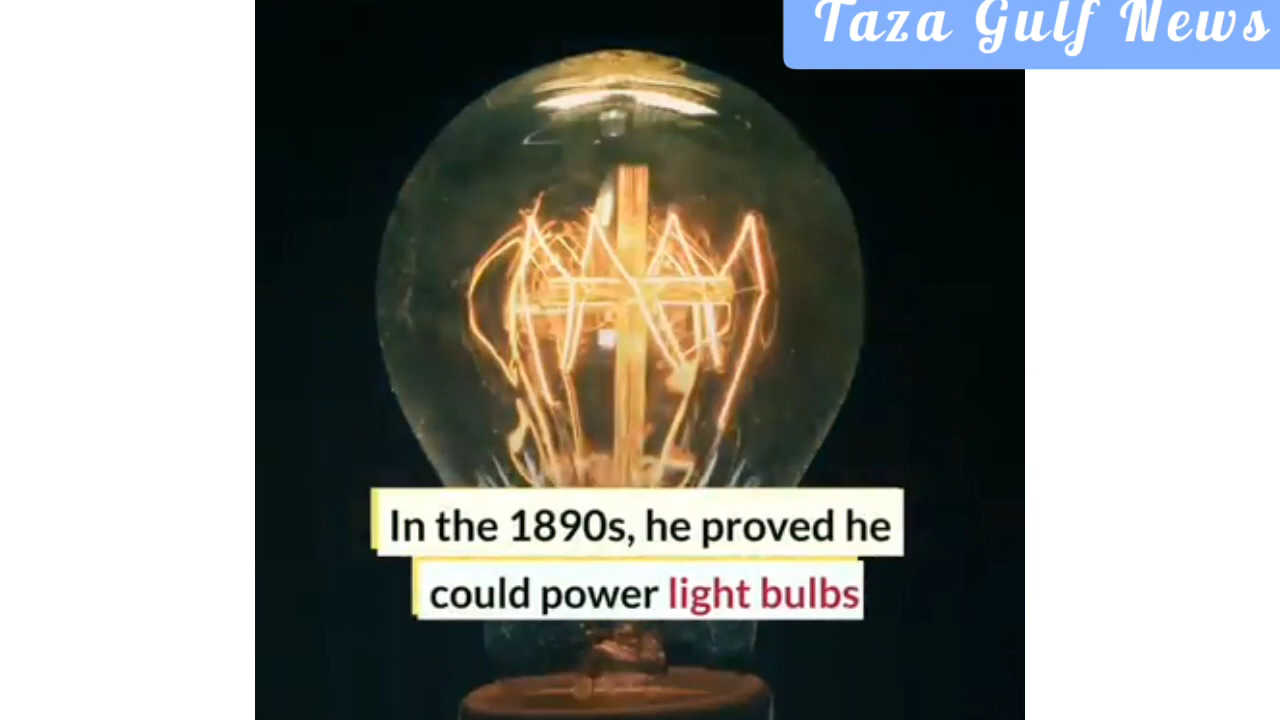 Taza Gulf News
In the 1890s, he proved he
could power light bulbs